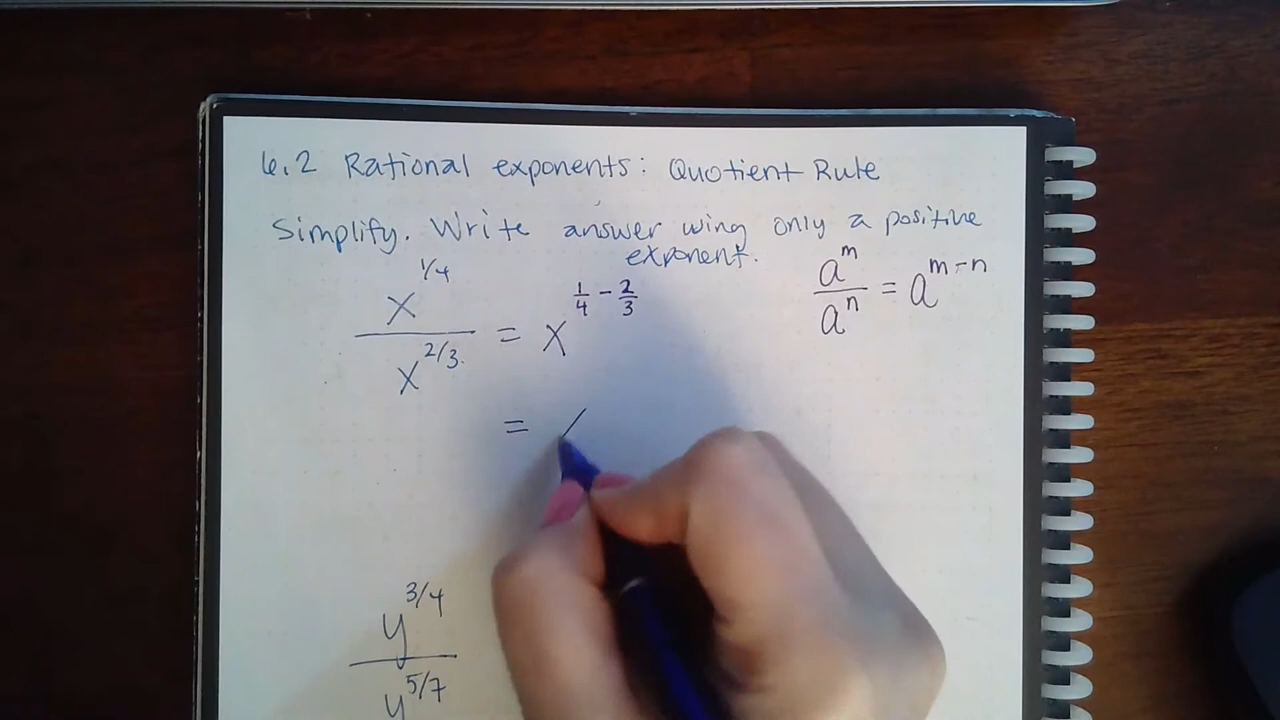 6.2 Rational exponents: Quotient Rule
Simplify. Write answer using only a positive
exponent.
x^{1/4} / x^{2/3} = x^{1/4 - 2/3}
a^m / a^n = a^{m-n}
=
y^{3/4} / y^{5/7}